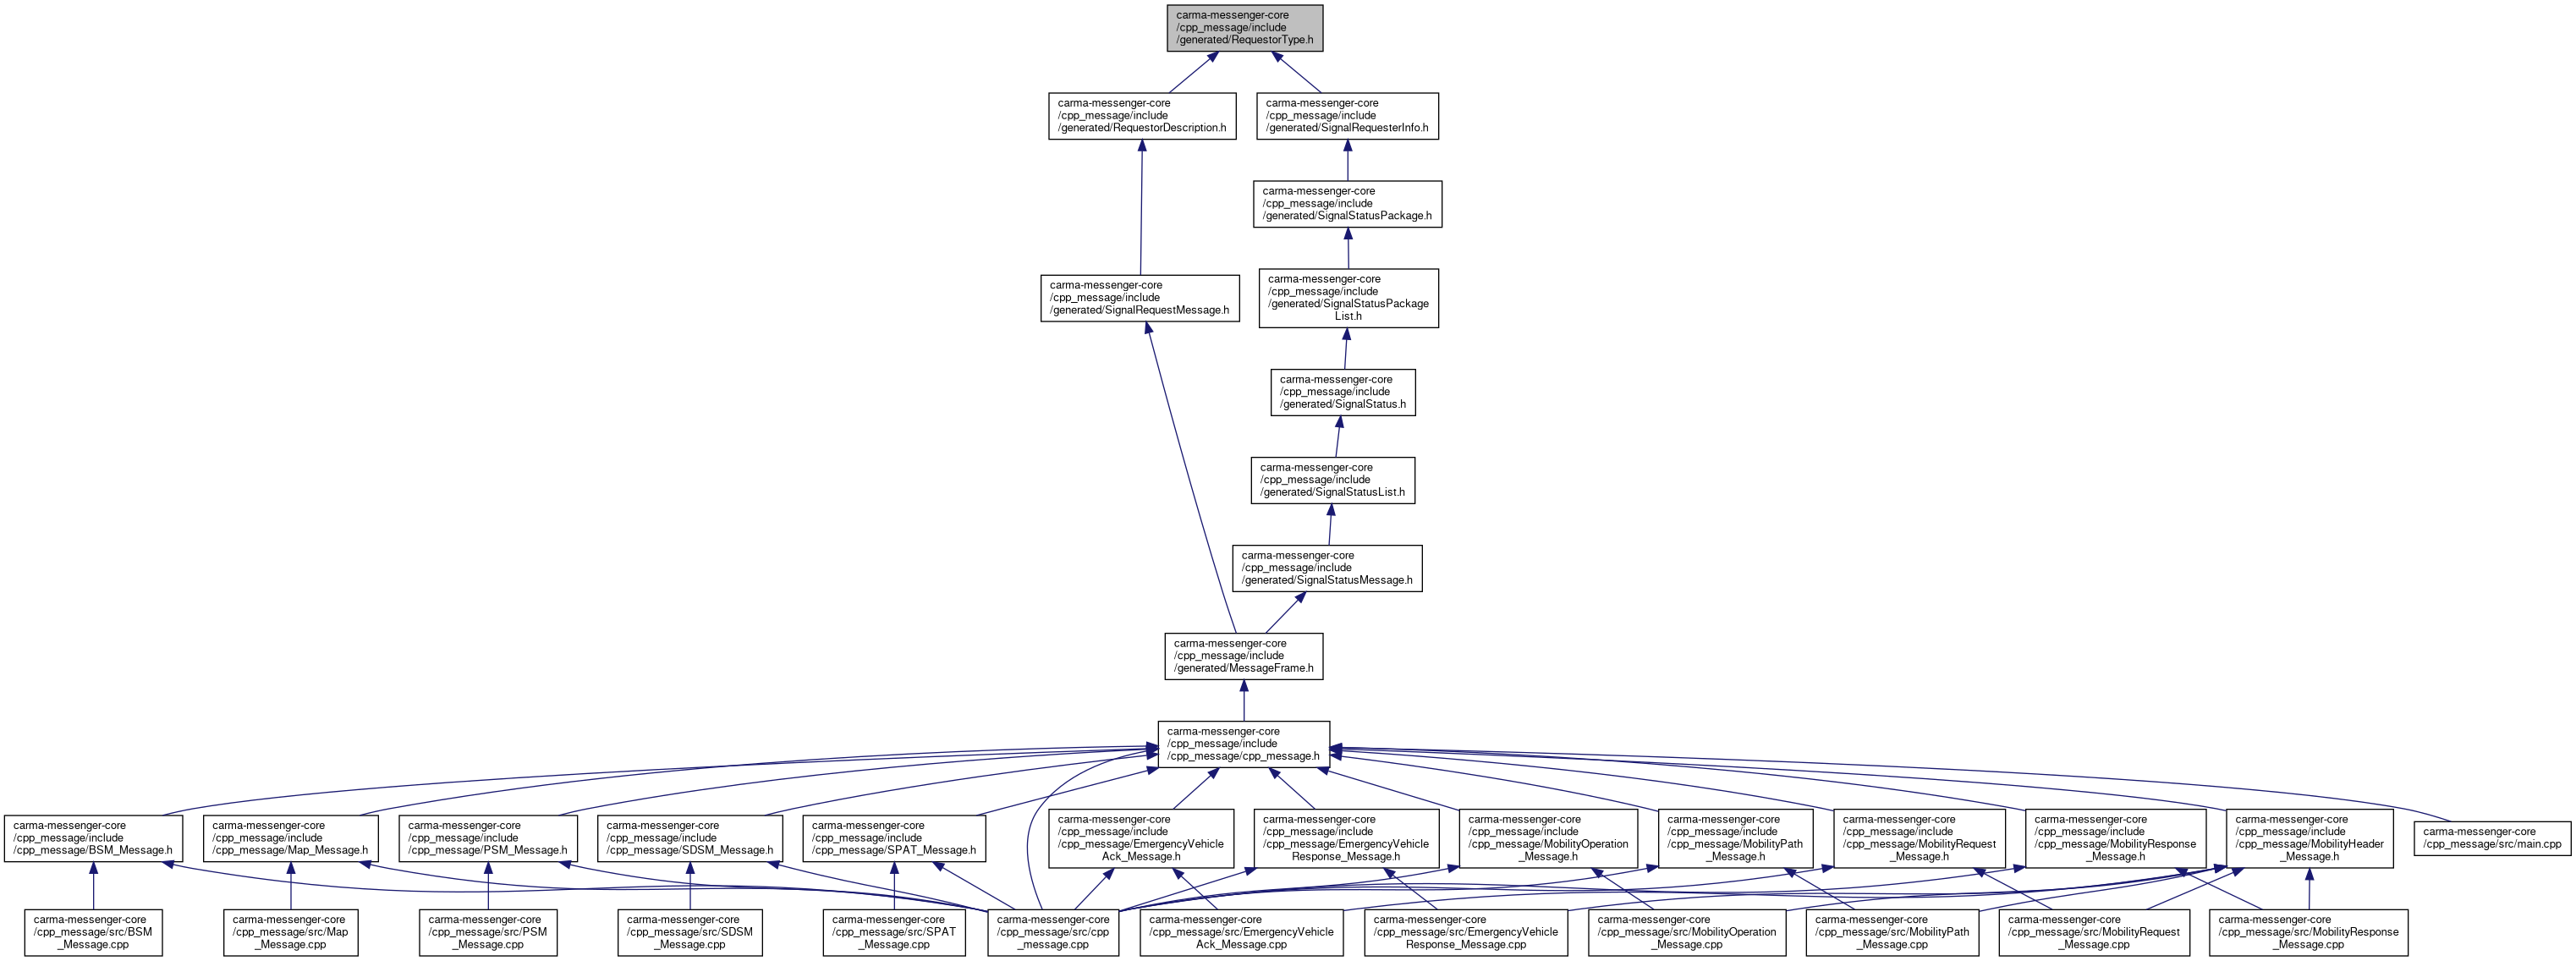 carma-messenger-core
/cpp_message/include
/generated/RequestorType.h
carma-messenger-core
/cpp_message/include
/generated/RequestorDescription.h
carma-messenger-core
/cpp_message/include
/generated/SignalRequesterInfo.h
carma-messenger-core
/cpp_message/include
/generated/SignalStatusPackage.h
carma-messenger-core
/cpp_message/include
/generated/SignalRequestMessage.h
carma-messenger-core
/cpp_message/include
/generated/SignalStatusPackage
List.h
carma-messenger-core
/cpp_message/include
/generated/SignalStatus.h
carma-messenger-core
/cpp_message/include
/generated/SignalStatusList.h
carma-messenger-core
/cpp_message/include
/generated/SignalStatusMessage.h
carma-messenger-core
/cpp_message/include
/generated/MessageFrame.h
carma-messenger-core
/cpp_message/include
/cpp_message/cpp_message.h
carma-messenger-core
/cpp_message/include
/cpp_message/BSM_Message.h
carma-messenger-core
/cpp_message/include
/cpp_message/Map_Message.h
carma-messenger-core
/cpp_message/include
/cpp_message/PSM_Message.h
carma-messenger-core
/cpp_message/include
/cpp_message/SDSM_Message.h
carma-messenger-core
/cpp_message/include
/cpp_message/SPAT_Message.h
carma-messenger-core
/cpp_message/include
/cpp_message/EmergencyVehicle
Ack_Message.h
carma-messenger-core
/cpp_message/include
/cpp_message/EmergencyVehicle
Response_Message.h
carma-messenger-core
/cpp_message/include
/cpp_message/MobilityOperation
_Message.h
carma-messenger-core
/cpp_message/include
/cpp_message/MobilityPath
_Message.h
carma-messenger-core
/cpp_message/include
/cpp_message/MobilityRequest
_Message.h
carma-messenger-core
/cpp_message/include
/cpp_message/MobilityResponse
_Message.h
carma-messenger-core
/cpp_message/include
/cpp_message/MobilityHeader
_Message.h
carma-messenger-core
/cpp_message/src/main.cpp
carma-messenger-core
/cpp_message/src/BSM
_Message.cpp
carma-messenger-core
/cpp_message/src/Map
_Message.cpp
carma-messenger-core
/cpp_message/src/PSM
_Message.cpp
carma-messenger-core
/cpp_message/src/SDSM
_Message.cpp
carma-messenger-core
/cpp_message/src/SPAT
_Message.cpp
carma-messenger-core
/cpp_message/src/cpp
_message.cpp
carma-messenger-core
/cpp_message/src/EmergencyVehicle
Ack_Message.cpp
carma-messenger-core
/cpp_message/src/EmergencyVehicle
Response_Message.cpp
carma-messenger-core
/cpp_message/src/MobilityOperation
_Message.cpp
carma-messenger-core
/cpp_message/src/MobilityPath
_Message.cpp
carma-messenger-core
/cpp_message/src/MobilityRequest
_Message.cpp
carma-messenger-core
/cpp_message/src/MobilityResponse
_Message.cpp